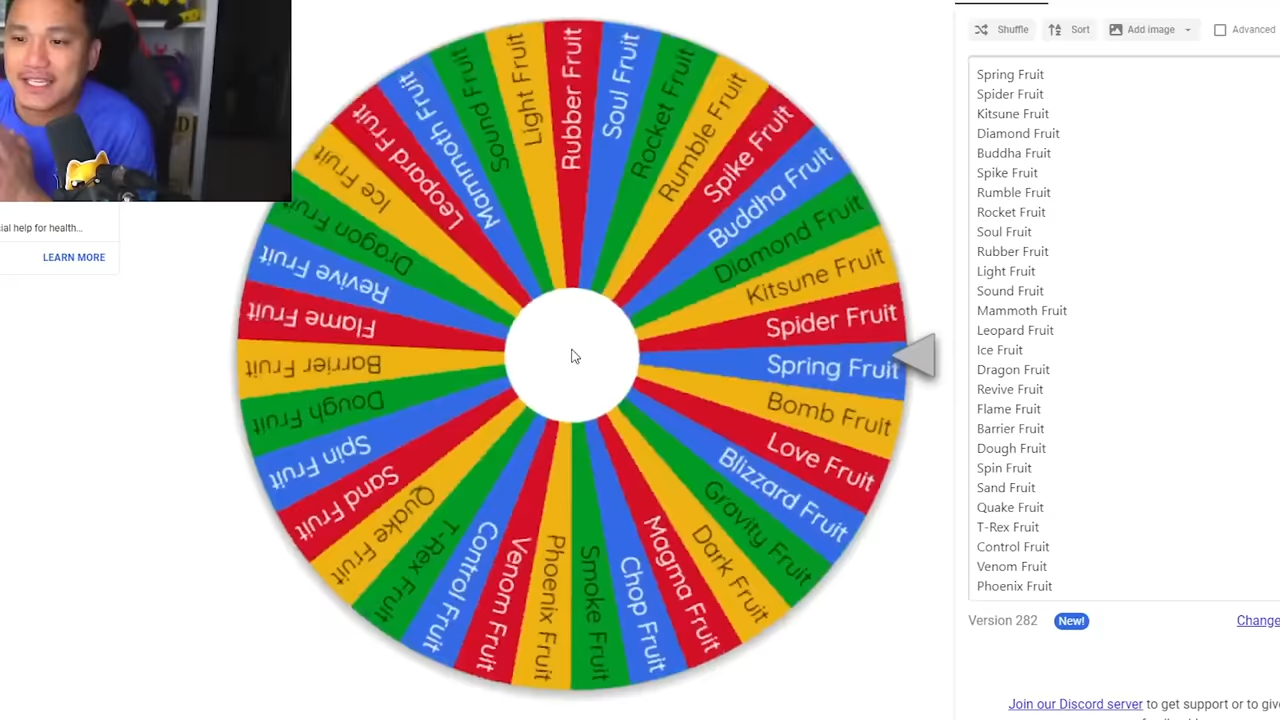 Shuffle
Sort
Add image
Advanced
cial help for health...
LEARN MORE
Rubber Fruit
Soul Fruit
Rocket Fruit
Rumble Fruit
Spike Fruit
Buddha Fruit
Diamond Fruit
Kitsune Fruit
Spider Fruit
Spring Fruit
Bomb Fruit
Love Fruit
Blizzard Fruit
Gravity Fruit
Dark Fruit
Magma Fruit
Chop Fruit
Smoke Fruit
Phoenix Fruit
Venom Fruit
Control Fruit
T-Rex Fruit
Quake Fruit
Sand Fruit
Spin Fruit
Dough Fruit
Barrier Fruit
Flame Fruit
Revive Fruit
Dragon Fruit
Ice Fruit
Leopard Fruit
Mammoth Fruit
Sound Fruit
Light Fruit
Spring Fruit
Spider Fruit
Kitsune Fruit
Diamond Fruit
Buddha Fruit
Spike Fruit
Rumble Fruit
Rocket Fruit
Soul Fruit
Rubber Fruit
Light Fruit
Sound Fruit
Mammoth Fruit
Leopard Fruit
Ice Fruit
Dragon Fruit
Revive Fruit
Flame Fruit
Barrier Fruit
Dough Fruit
Spin Fruit
Sand Fruit
Quake Fruit
T-Rex Fruit
Control Fruit
Venom Fruit
Phoenix Fruit
Version 282 New! Change
Join our Discord server to get support or to give